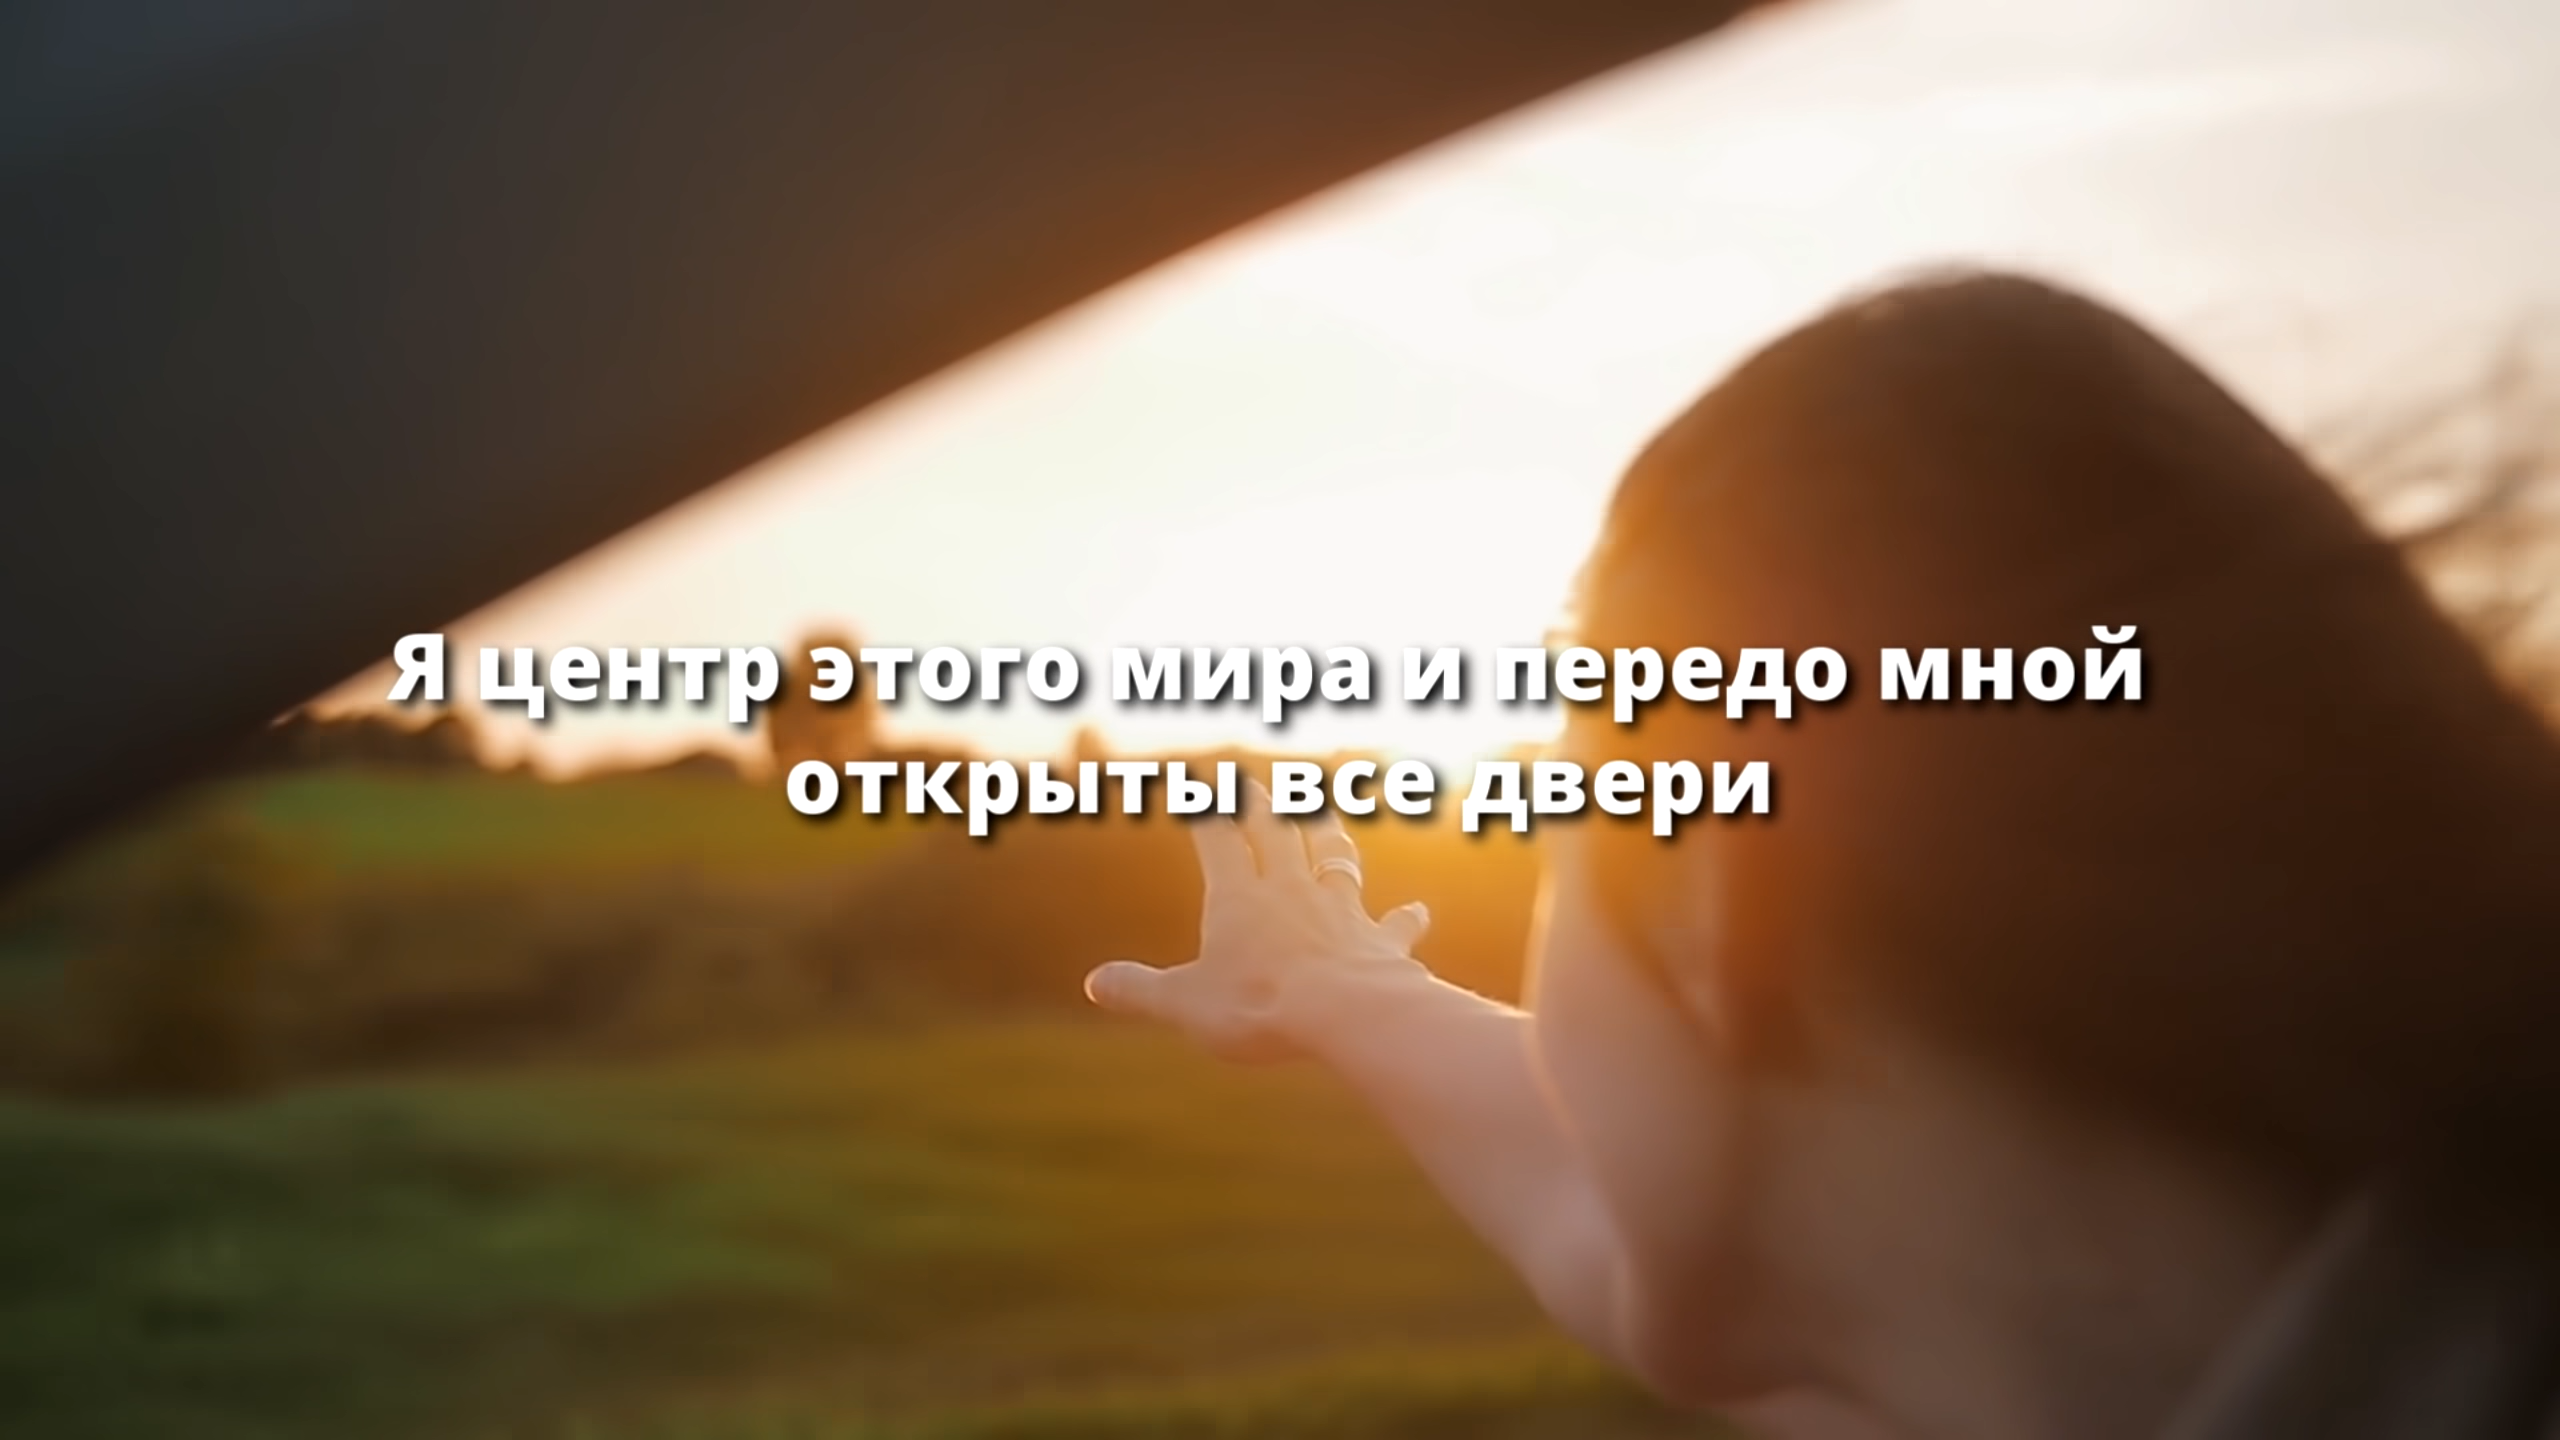 Я центр этого мира и передо мной
открыты все двери